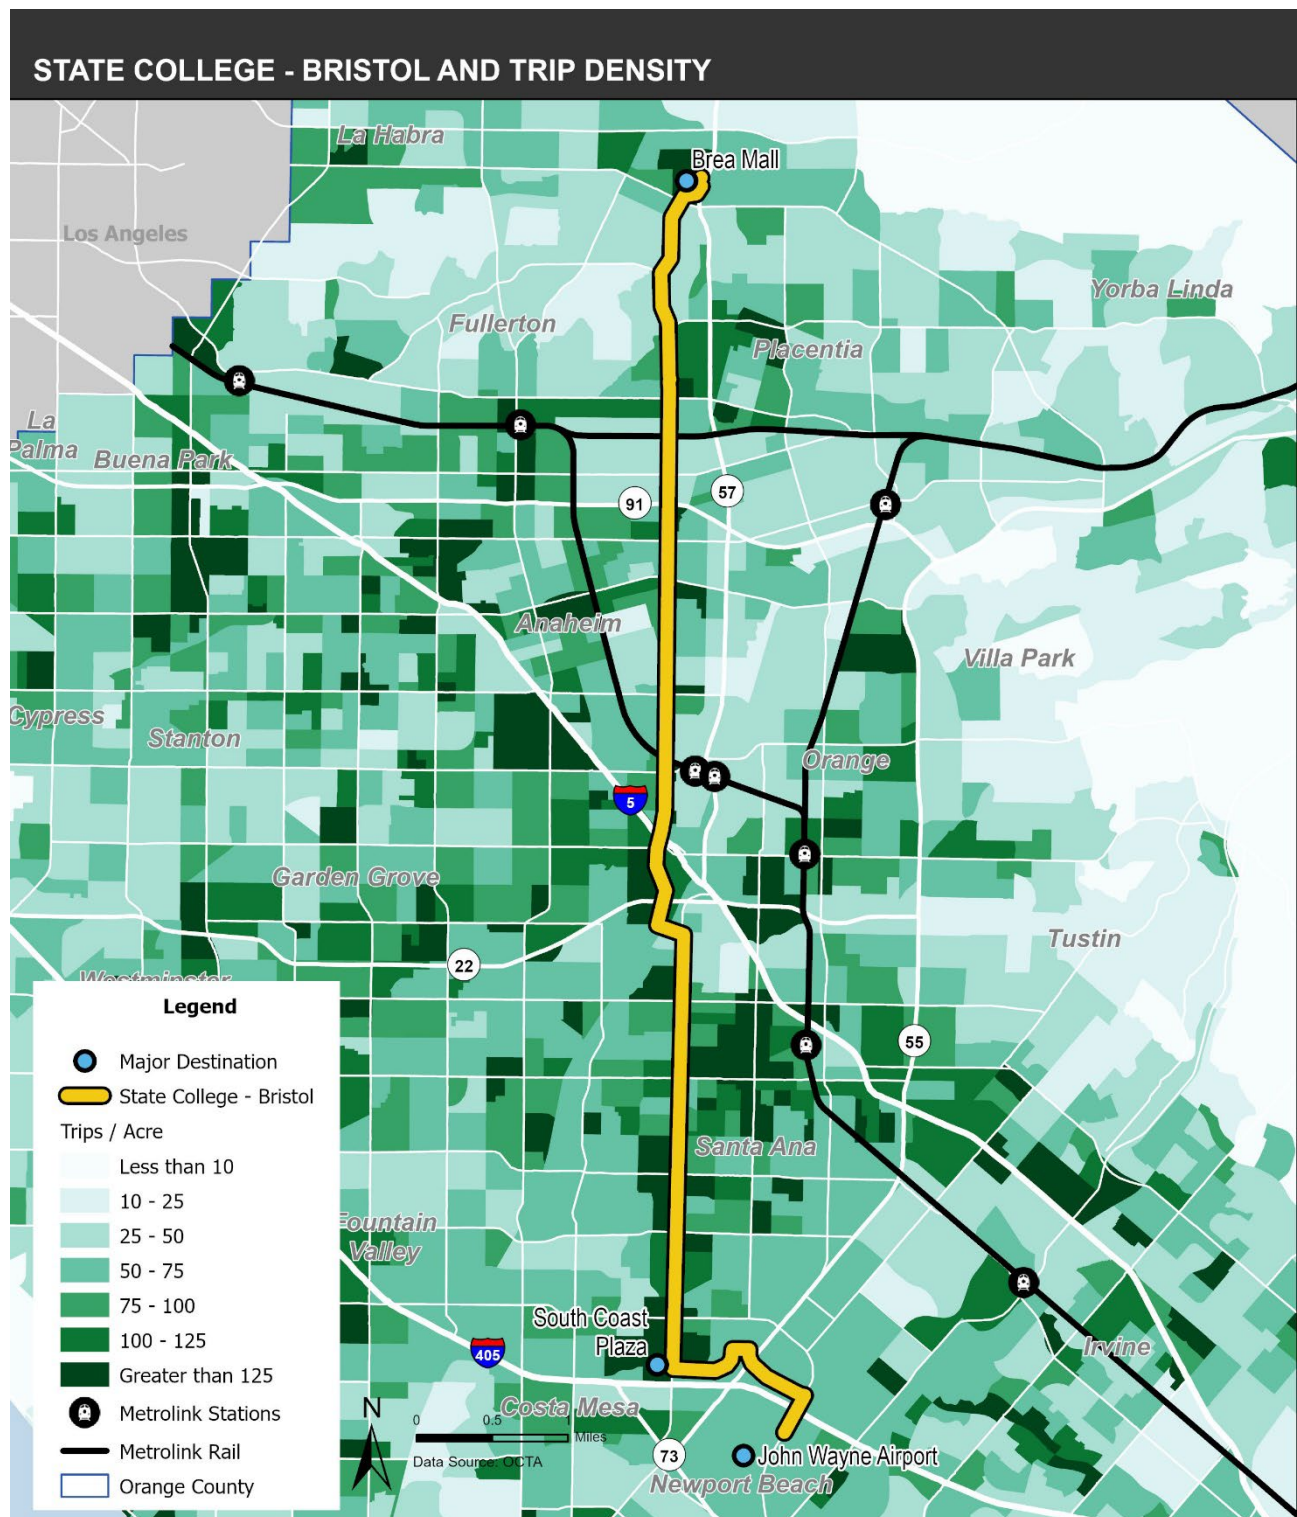 STATE COLLEGE - BRISTOL AND TRIP DENSITY
La Habra
Brea Mall
Los Angeles
Yorba Linda
Fullerton
Placentia
La
Palma
Buena Park
91
57
Anaheim
Villa Park
Cypress
Stanton
Orange
5
Garden Grove
Tustin
22
Westminster
55
Santa Ana
Fountain
Valley
South Coast
Plaza
405
Irvine
Costa Mesa
73
John Wayne Airport
Newport Beach
N
0 0.5 1
Miles
Data Source: OCTA
Legend
Major Destination
State College - Bristol
Trips / Acre
Less than 10
10 - 25
25 - 50
50 - 75
75 - 100
100 - 125
Greater than 125
Metrolink Stations
Metrolink Rail
Orange County